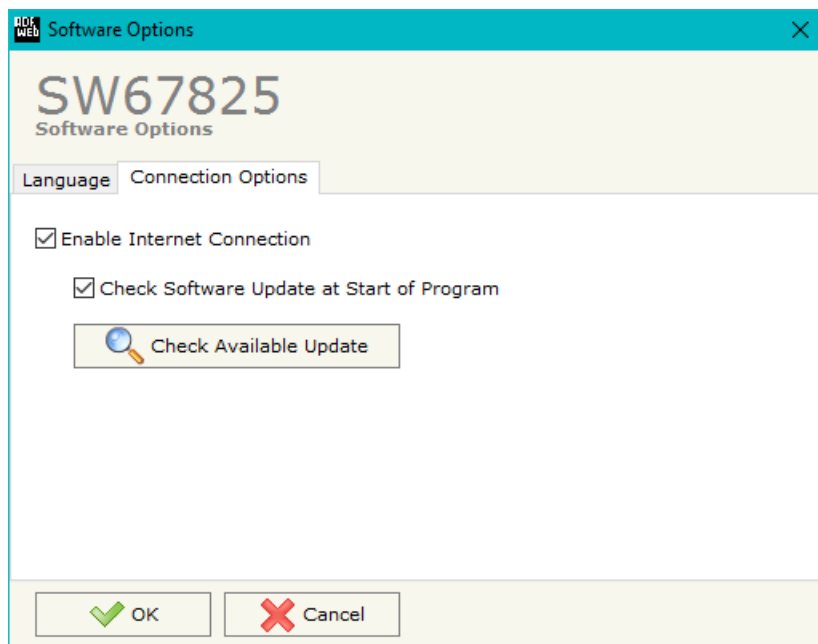 ADF
WEB
Software Options
SW67825
Software Options
Language
Connection Options
Enable Internet Connection
Check Software Update at Start of Program
Check Available Update
OK
Cancel